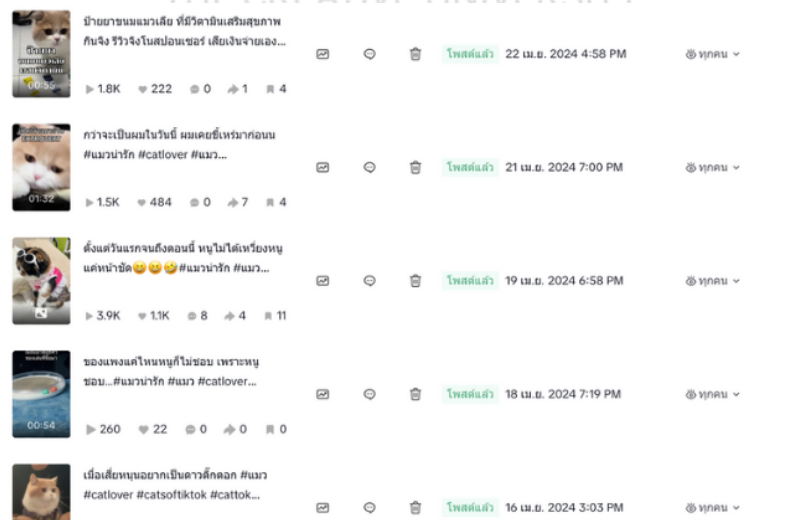 ป้ายยาขนมแมวเลีย ที่มีวิตามินเสริมสุขภาพ
กินจิง รีวิวจิงโนสปอนเซอร์ เสียเงินจ่ายเอง...
โพสต์แล้ว 22 เม.ย. 2024 4:58 PM ทุกคน
00:55
1.8K 222 0 1 4
กว่าจะเป็นผมในวันนี้ ผมเคยขี้เหร่มาก่อนน
#แมวน่ารัก #catlover #แมว...
โพสต์แล้ว 21 เม.ย. 2024 7:00 PM ทุกคน
01:32
1.5K 484 0 7 4
ตั้งแต่วันแรกจนถึงตอนนี้ หนูไม่ได้เหวี่ยงหนู
แค่หน้าชัด😆😆🤣#แมวน่ารัก #แมว...
โพสต์แล้ว 19 เม.ย. 2024 6:58 PM ทุกคน
3.9K 1.1K 8 4 11
ของแพงแค่ไหนหนูก็ไม่ชอบ เพราะหนู
ชอบ...#แมวน่ารัก #แมว #catlover...
โพสต์แล้ว 18 เม.ย. 2024 7:19 PM ทุกคน
00:54
260 22 0 0 0
เมื่อเสี่ยหนุนอยากเป็นดาวติ๊กตอก #แมว
#catlover #catsoftiktok #cattok...
โพสต์แล้ว 16 เม.ย. 2024 3:03 PM ทุกคน